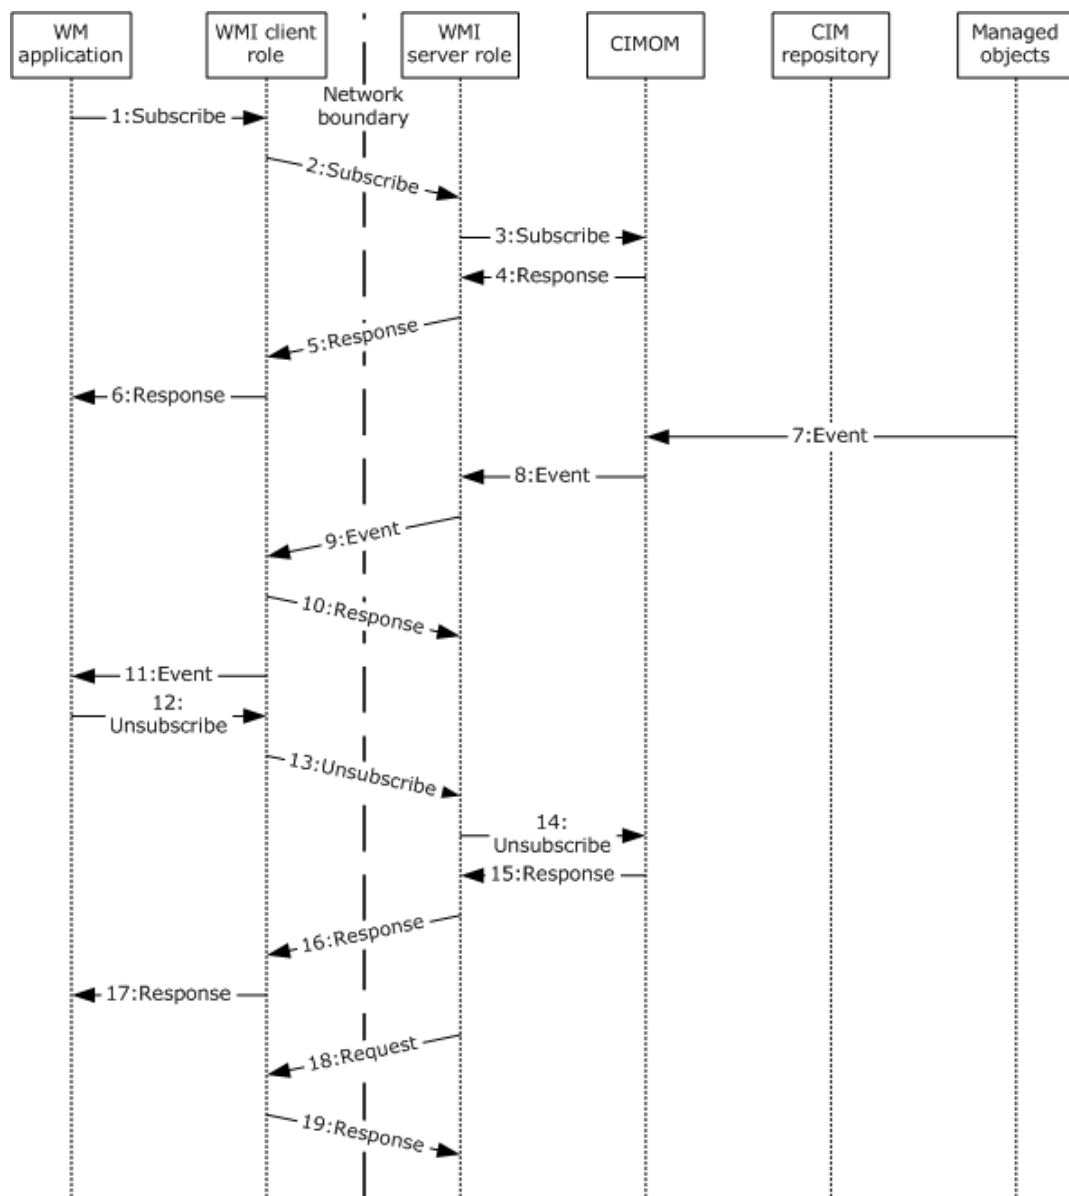 WM
application
WMI client
role
WMI
server role
CIMOM
CIM
repository
Managed
objects
Network
boundary
1:Subscribe
2:Subscribe
3:Subscribe
4:Response
5:Response
6:Response
7:Event
8:Event
9:Event
10:Response
11:Event
12:
Unsubscribe
13:Unsubscribe
14:
Unsubscribe
15:Response
16:Response
17:Response
18:Request
19:Response